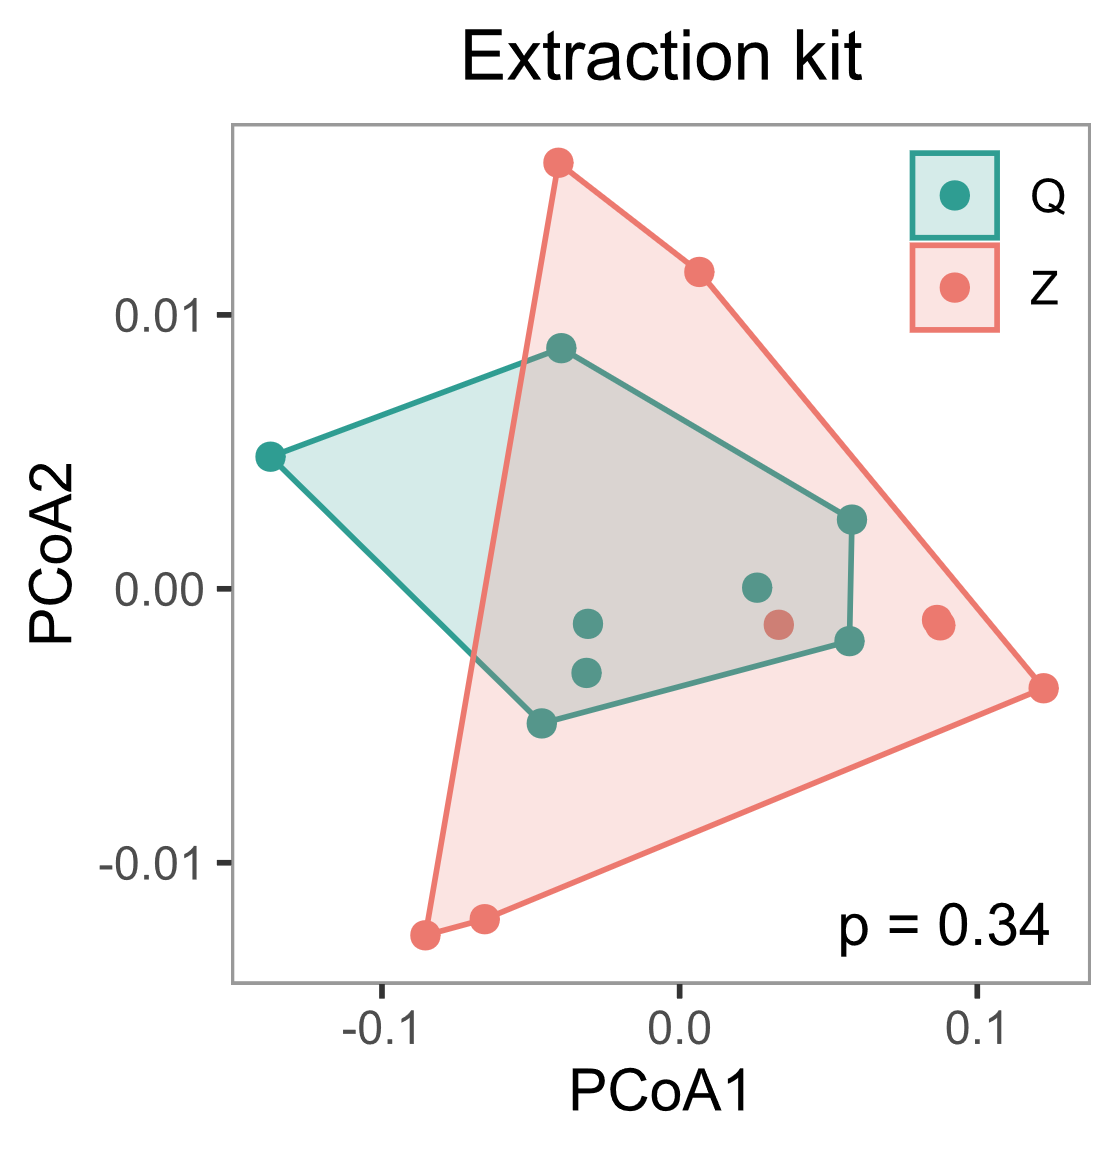 Extraction kit
Q
Z
0.01
0.00
-0.01
PCoA2
p = 0.34
-0.1
0.0
0.1
PCoA1